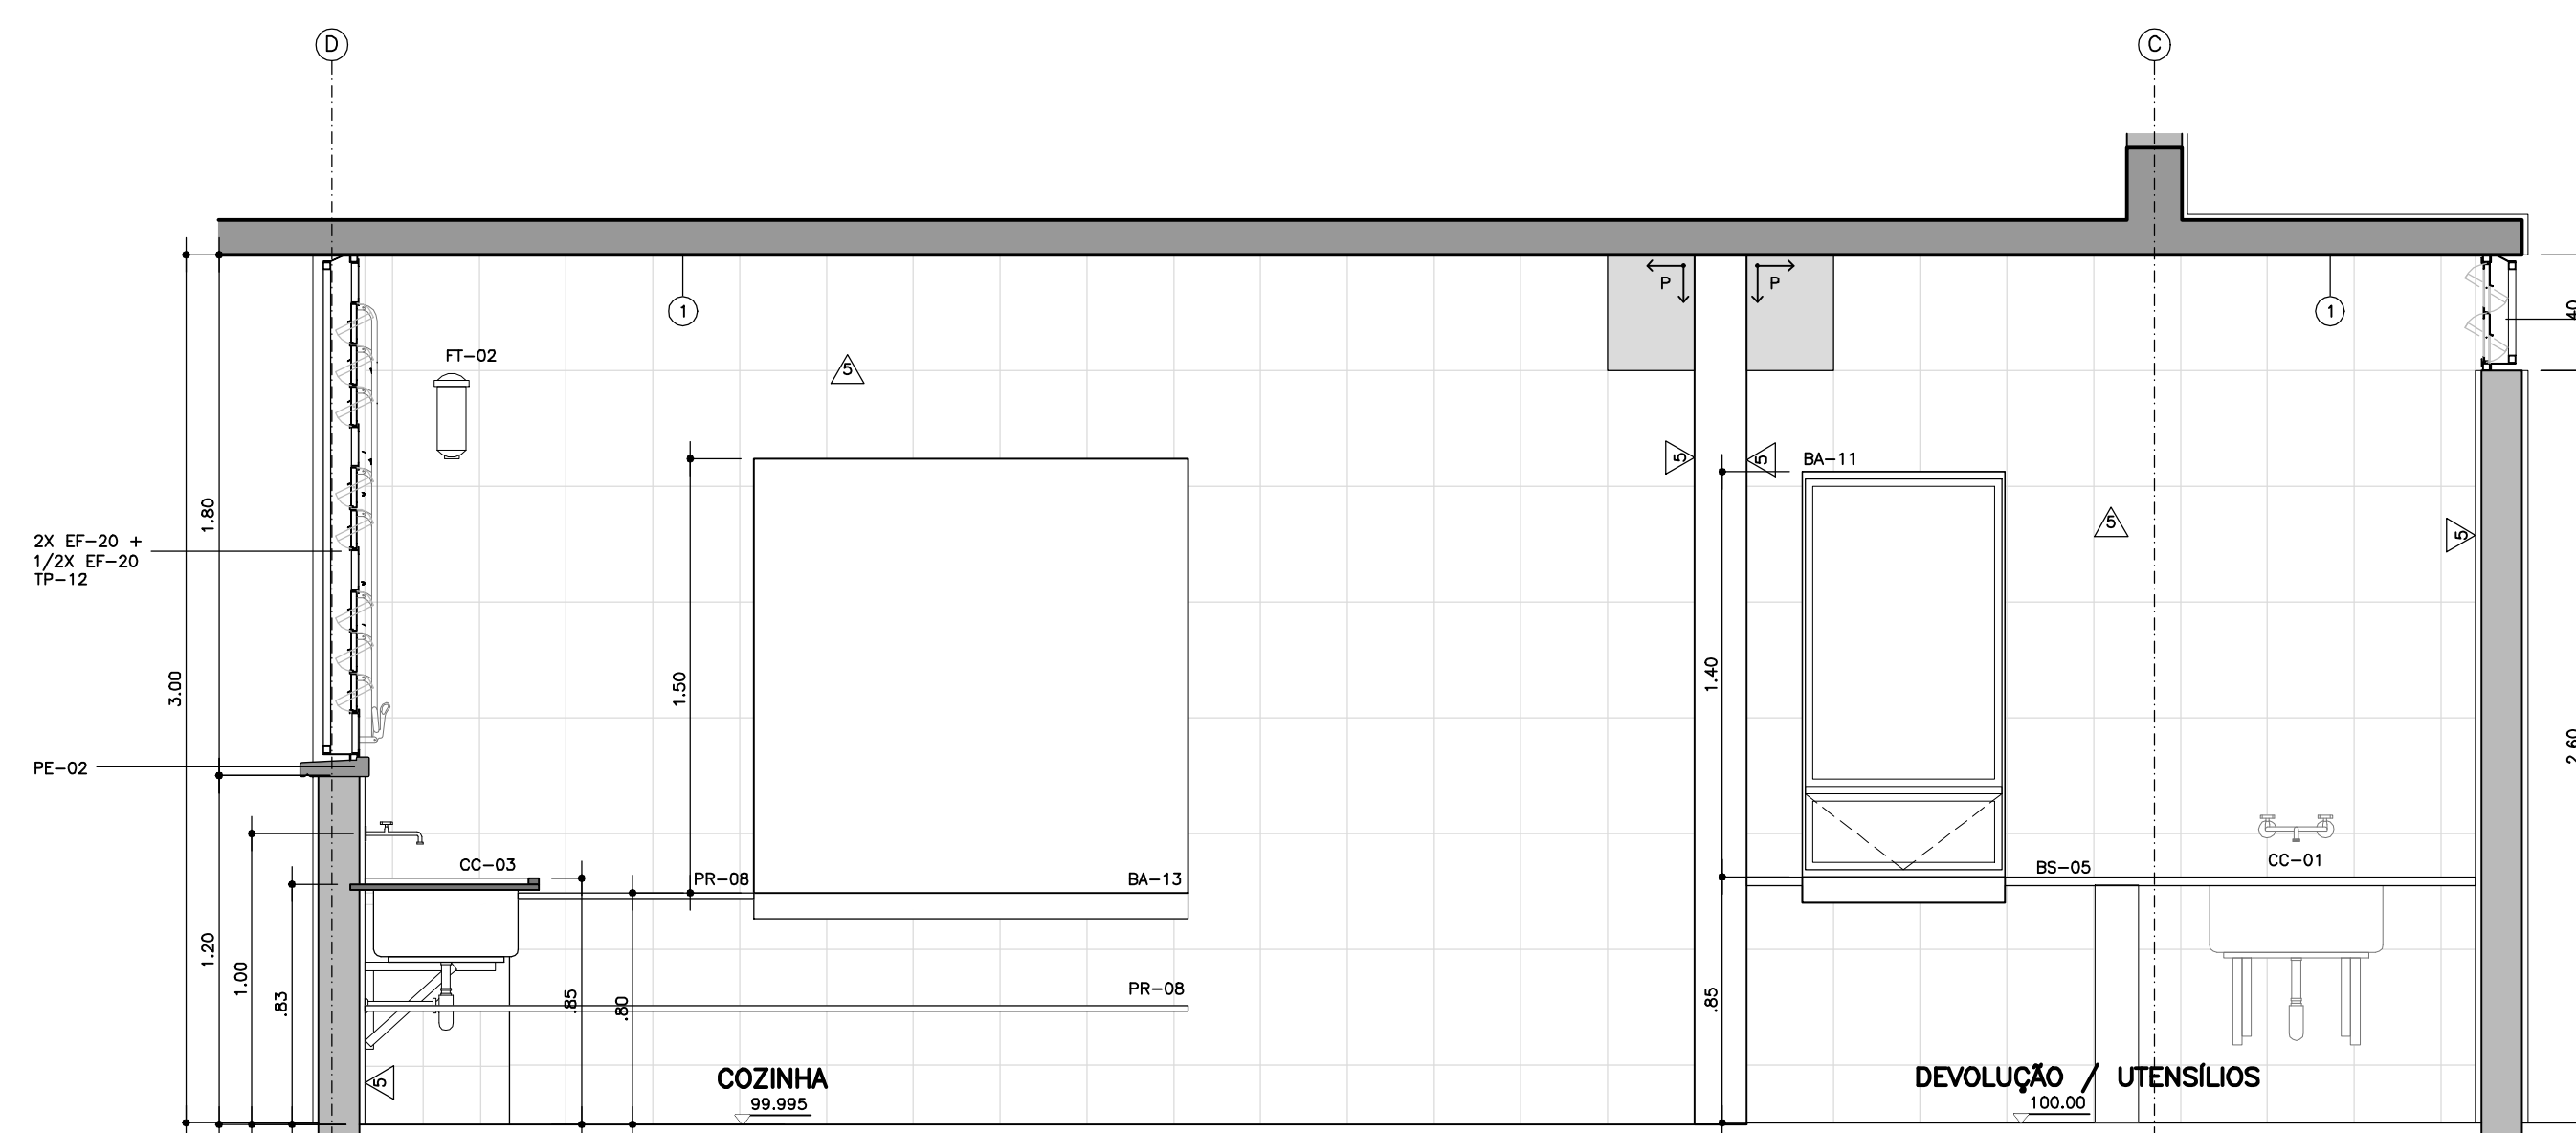 D
C
1
1
P
P
40
FT-02
5
5
5
BA-11
1.80
5
5
2X EF-20 +
1/2X EF-20
TP-12
3.00
1.50
1.40
2.60
PE-02
CC-03
PR-08
BA-13
BS-05
CC-01
1.20
1.00
.83
.85
.80
PR-08
.85
5
COZINHA
99.995
DEVOLUÇÃO / UTENSÍLIOS
100.00